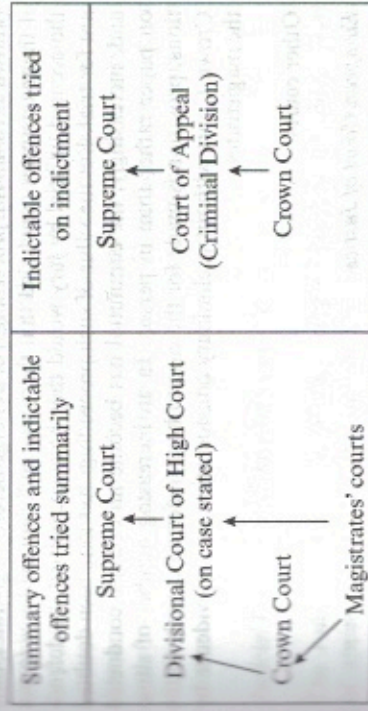 Summary offences and indictable
offences tried summarily
Indictable offences tried
on indictment
Supreme Court
Divisional Court of High Court
(on case stated)
Crown Court
Magistrates' courts
Supreme Court
Court of Appeal
(Criminal Division)
Crown Court